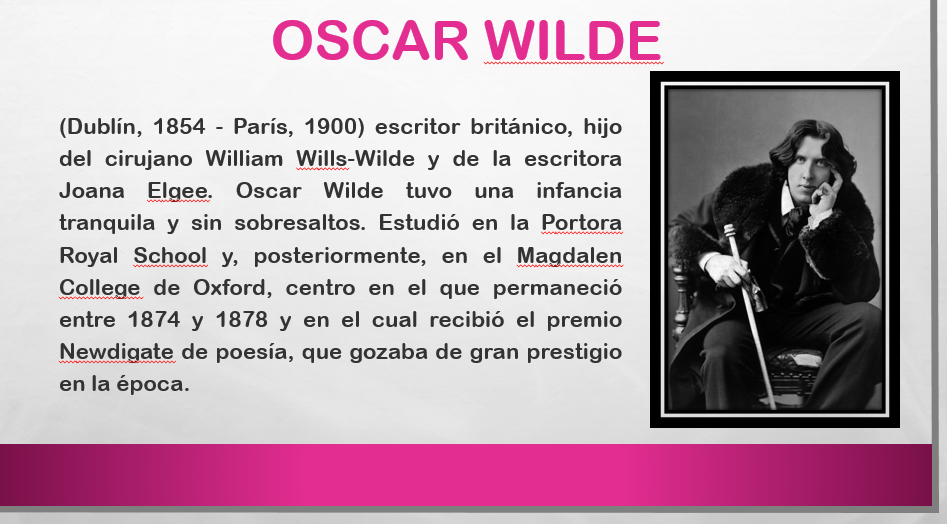 OSCAR WILDE
(Dublín, 1854 - París, 1900) escritor británico, hijo
del cirujano William Wills-Wilde y de la escritora
Joana Elgee. Oscar Wilde tuvo una infancia
tranquila y sin sobresaltos. Estudió en la Portora
Royal School y, posteriormente, en el Magdalen
College de Oxford, centro en el que permaneció
entre 1874 y 1878 y en el cual recibió el premio
Newdigate de poesía, que gozaba de gran prestigio
en la época.